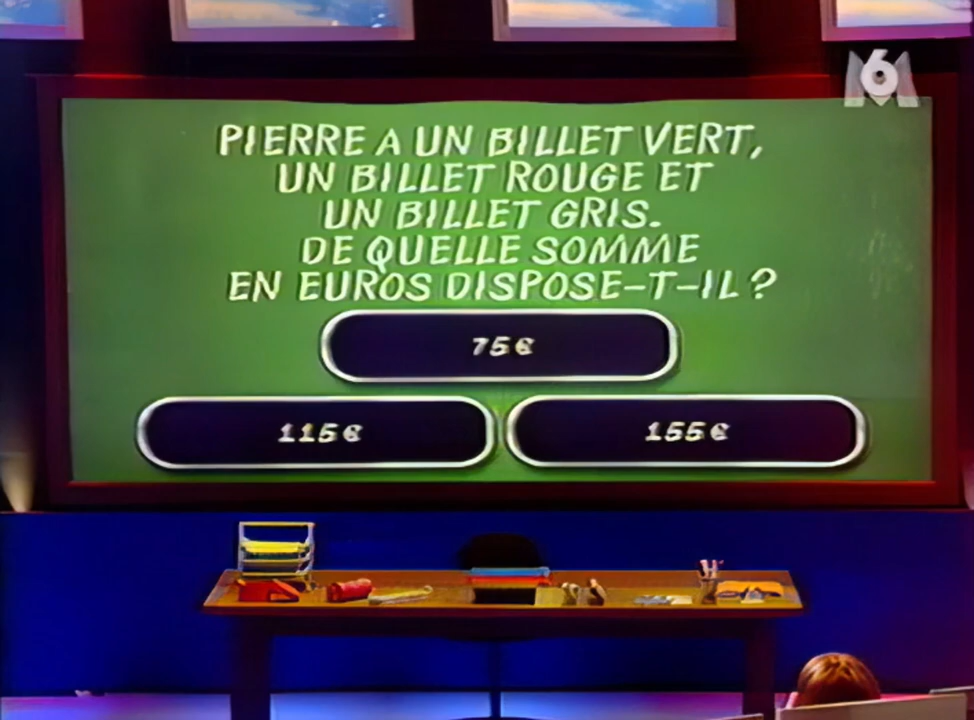 M6
PIERRE A UN BILLET VERT,
UN BILLET ROUGE ET
UN BILLET GRIS.
DE QUELLE SOMME
EN EUROS DISPOSE-T-IL ?
75€
115€
155€